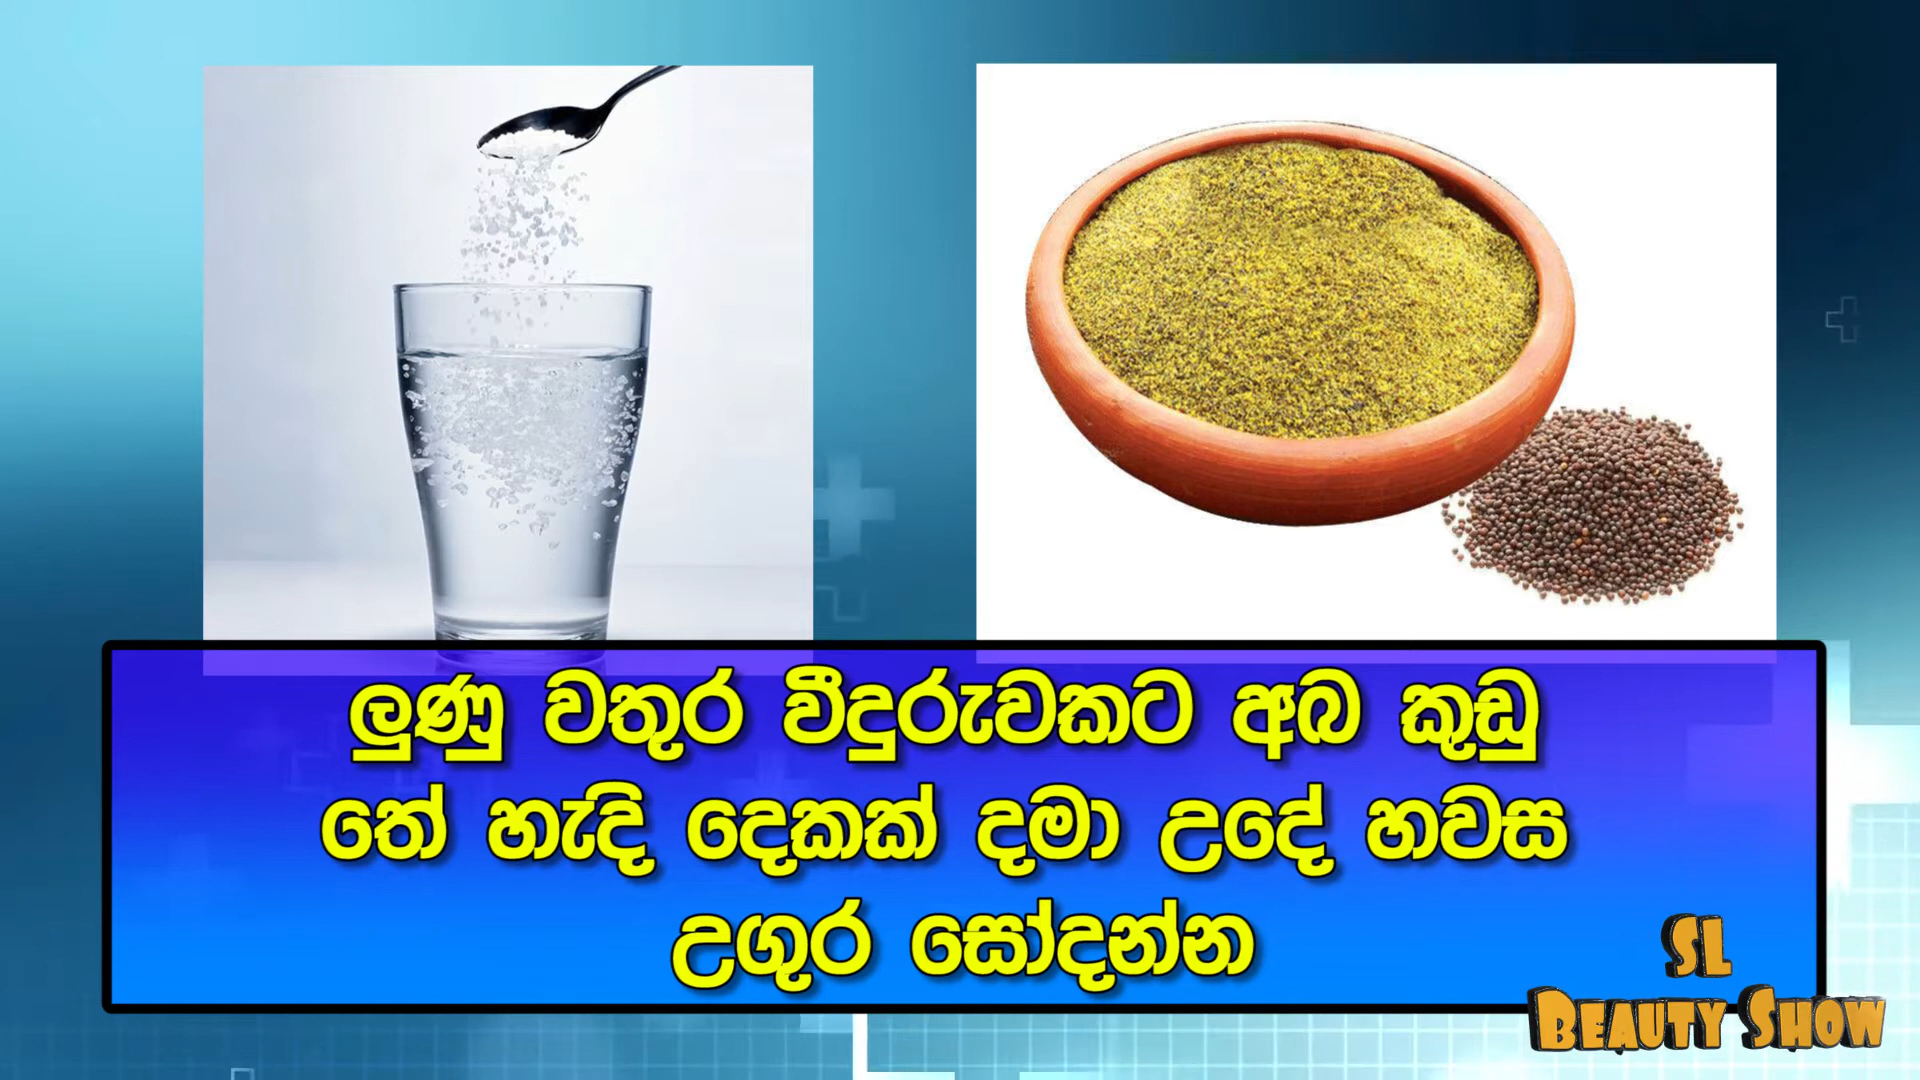 ලුණු වතුර වීදුරුවකට අබ කුඩු
තේ හැදි දෙකක් දමා උදේ හවස
උගුර සෝදන්න
SL
BEAUTY SHOW